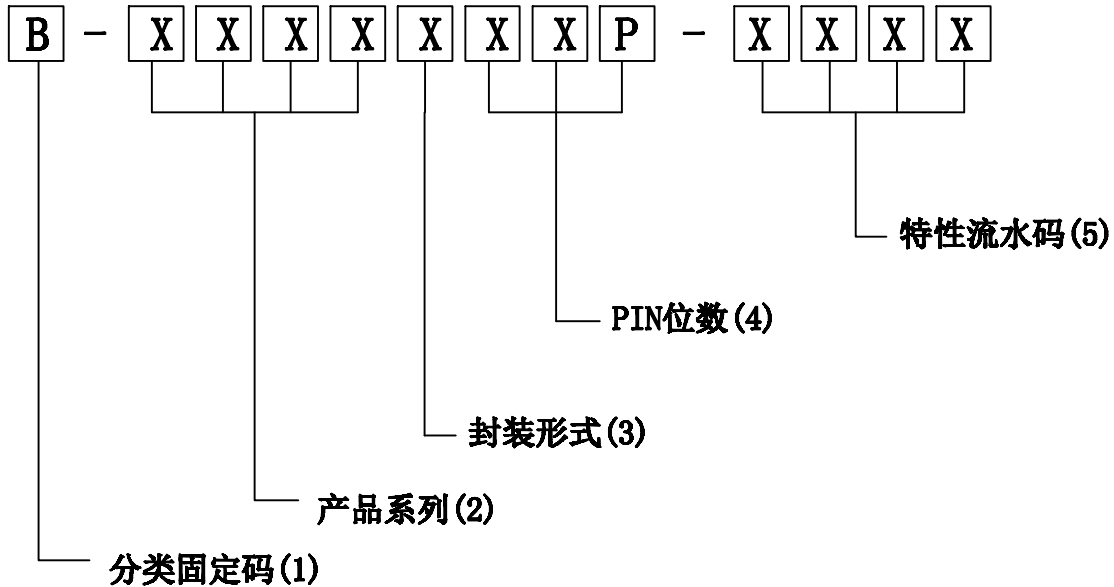 B - X X X X X X X P - X X X X
特性流水码(5)
PIN位数(4)
封装形式(3)
产品系列(2)
分类固定码(1)